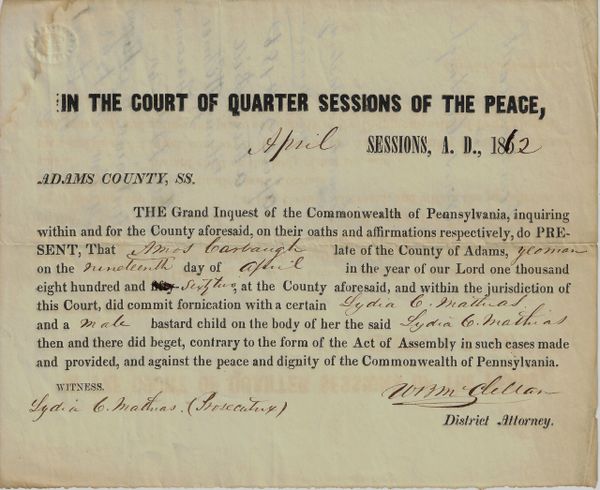 IN THE COURT OF QUARTER SESSIONS OF THE PEACE,
April SESSIONS, A. D., 1862
ADAMS COUNTY, SS.
THE Grand Inquest of the Commonwealth of Pennsylvania, inquiring
within and for the County aforesaid, on their oaths and affirmations respectively, do PRE-
SENT, That Amos Carbaugh late of the County of Adams, yeoman
on the nineteenth day of April in the year of our Lord one thousand
eight hundred and sixty two, at the County aforesaid, and within the jurisdiction of
this Court, did commit fornication with a certain Lydia C. Mathias
and a male bastard child on the body of her the said Lydia C. Mathias
then and there did beget, contrary to the form of the Act of Assembly in such cases made
and provided, and against the peace and dignity of the Commonwealth of Pennsylvania.
WITNESS.
Lydia C. Mathias. (Prosecutrix)
Wm B McClellan
District Attorney.